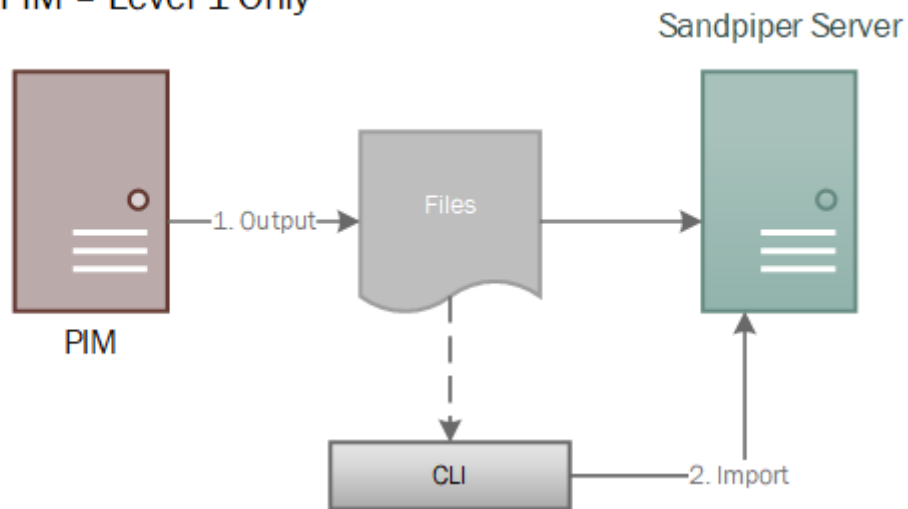 PIM – Level 1 Only
Sandpiper Server
Files
1. Output
PIM
CLI
2. Import